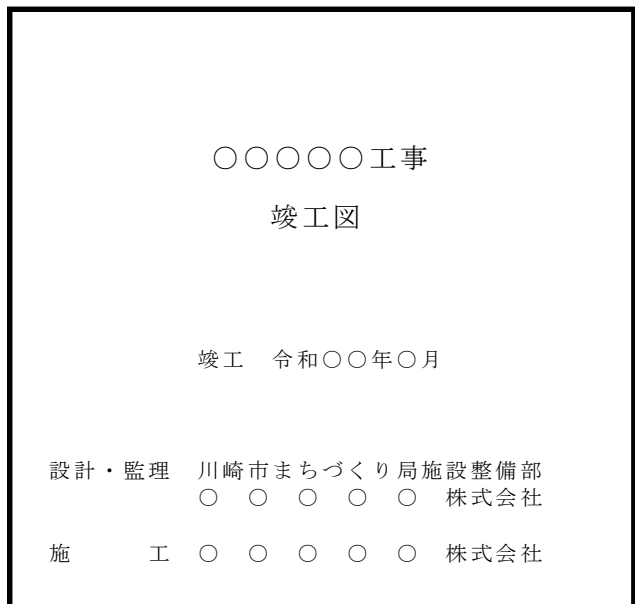 ○○○○○工事
竣工図
竣工　令和○○年○月
設計・監理　川崎市まちづくり局施設整備部
○　○　○　○　○　株式会社
施　　　工　○　○　○　○　○　株式会社